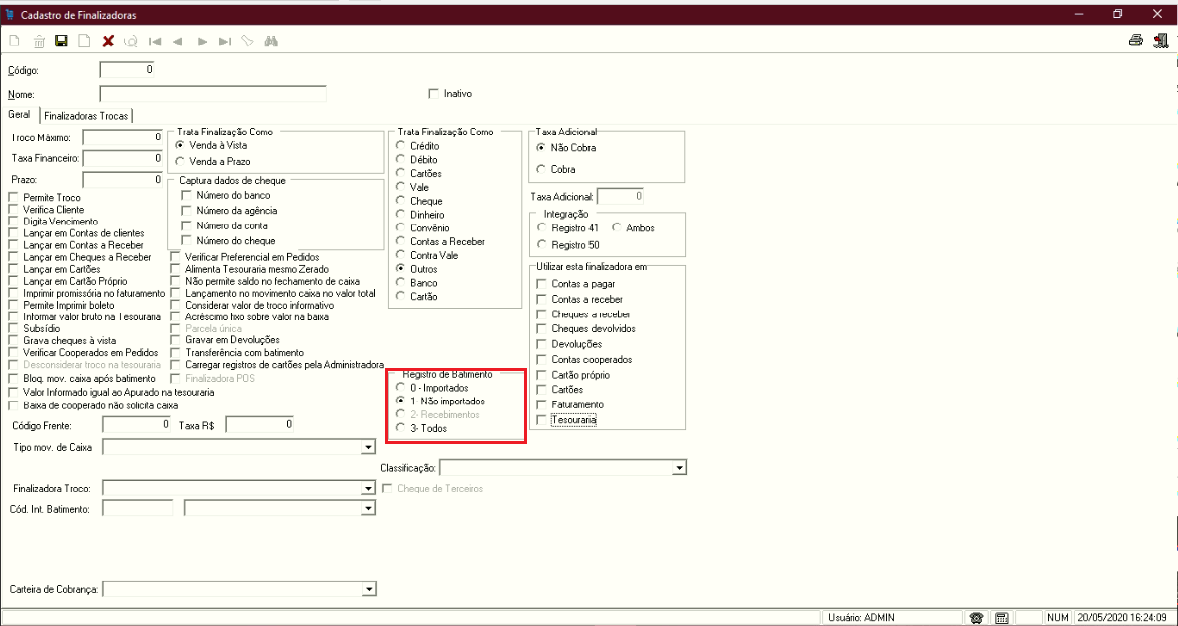 Cadastro de Finalizadoras
Código: 0
Nome:
Inativo
Geral Finalizadoras Trocas
Troco Máximo: 0
Taxa Financeiro: 0
Prazo: 0
Permite Troco
Verifica Cliente
Digita Vencimento
Lançar em Contas de clientes
Lançar em Contas a Receber
Lançar em Cheques a Receber
Lançar em Cartões
Lançar em Cartão Próprio
Imprimir promissória no faturamento
Permite Imprimir boleto
Informar valor bruto na Tesouraria
Subsídio
Grava cheques à vista
Verificar Cooperados em Pedidos
Desconsiderar troco na tesouraria
Bloq. mov. caixa após batimento
Valor Informado igual ao Apurado na tesouraria
Baixa de cooperado não solicita caixa
Trata Finalização Como
Venda à Vista
Venda a Prazo
Captura dados de cheque
Número do banco
Número da agência
Número da conta
Número do cheque
Verificar Preferencial em Pedidos
Alimenta Tesouraria mesmo Zerado
Não permite saldo no fechamento de caixa
Lançamento no movimento caixa no valor total
Considerar valor de troco informativo
Acréscimo fixo sobre valor na baixa
Parcela única
Gravar em Devoluções
Transferência com batimento
Carregar registros de cartões pela Administradora
Finalizadora POS
Trata Finalização Como
Crédito
Débito
Cartões
Vale
Cheque
Dinheiro
Convênio
Contas a Receber
Contra Vale
Outros
Banco
Cartão
Registro de Batimento
0 - Importados
1- Não importados
2- Recebimentos
3- Todos
Taxa Adicional
Não Cobra
Cobra
Taxa Adicional: 0
Integração
Registro 41 Ambos
Registro 50
Utilizar esta finalizadora em
Contas a pagar
Contas a receber
Cheques a receber
Cheques devolvidos
Devoluções
Contas cooperados
Cartão próprio
Cartões
Faturamento
Tesouraria
Código Frente: 0 Taxa R$ 0
Tipo mov. de Caixa
Classificação:
Finalizadora Troco:
Cheque de Terceiros
Cód. Int. Batimento:
Carteira de Cobrança:
Usuário: ADMIN NUM 20/05/2020 16:24:09